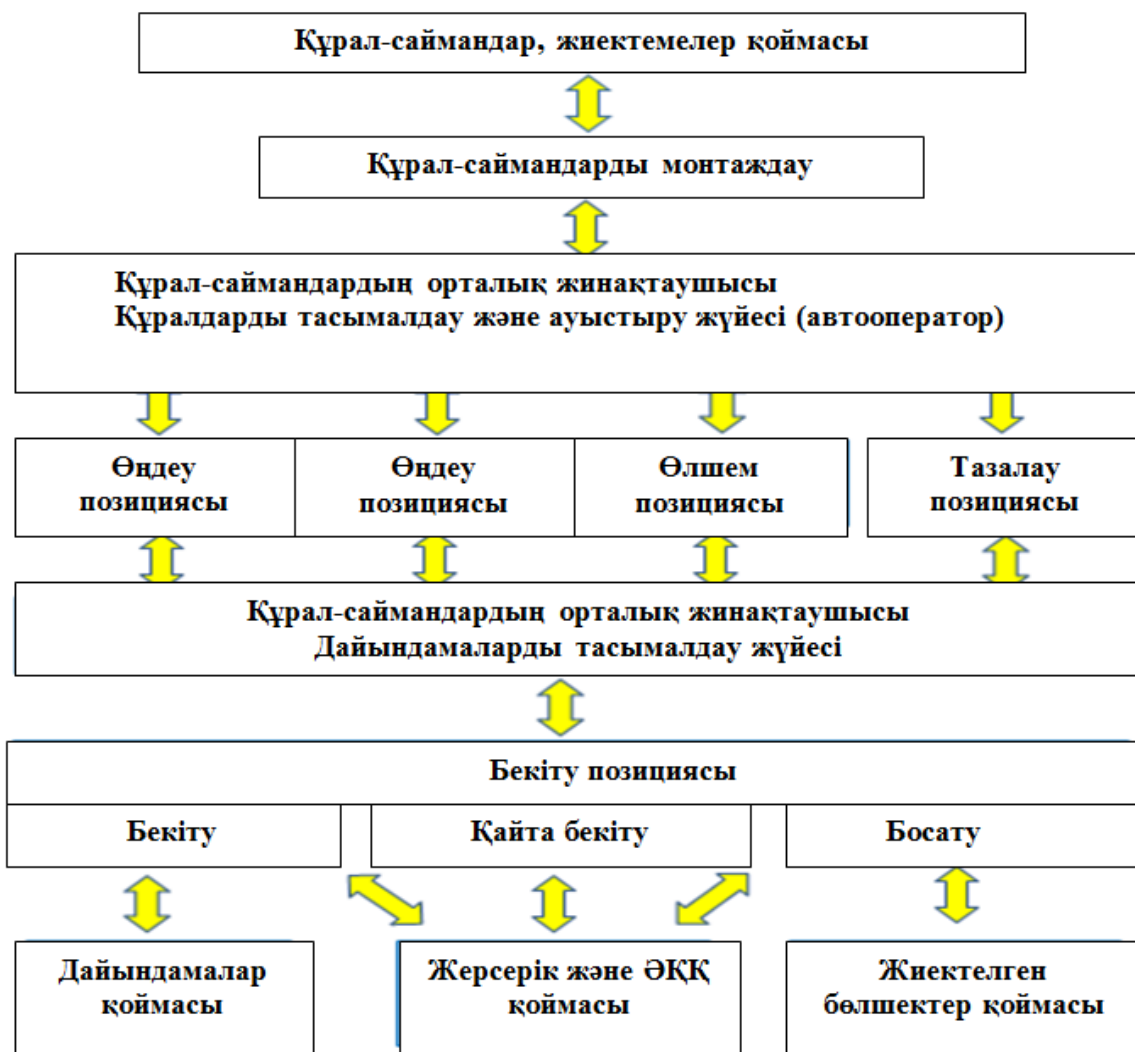 Құрал-саймандар, жиектемелер қоймасы
Құрал-саймандарды монтаждау
Құрал-саймандардың орталық жинақтаушысы
Құралдарды тасымалдау және ауыстыру жүйесі (автооператор)
Өңдеу
позициясы
Өңдеу
позициясы
Өлшем
позициясы
Тазалау
позициясы
Құрал-саймандардың орталық жинақтаушысы
Дайындамаларды тасымалдау жүйесі
Бекіту позициясы
Бекіту
Қайта бекіту
Босату
Дайындамалар
қоймасы
Жерсерік және ӘҚҚ
қоймасы
Жиектелген
бөлшектер қоймасы